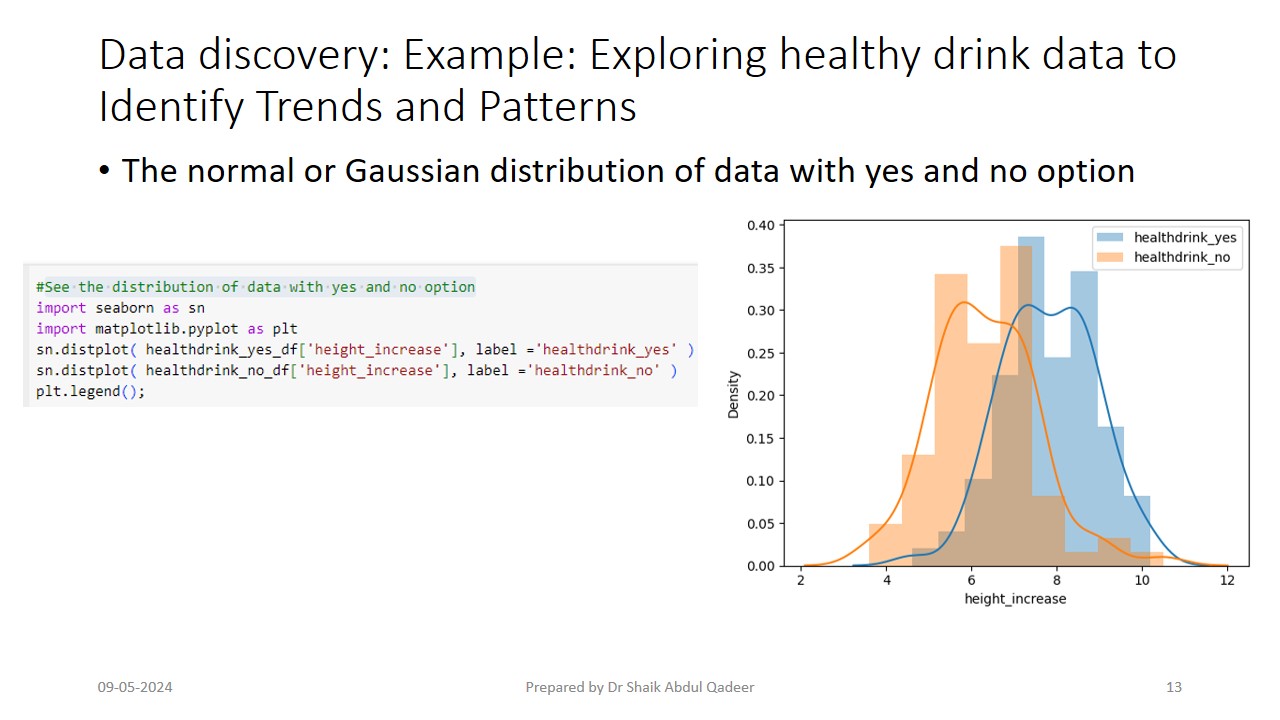 Data discovery: Example: Exploring healthy drink data to
Identify Trends and Patterns
• The normal or Gaussian distribution of data with yes and no option
#See the distribution of data with yes and no option
import seaborn as sn
import matplotlib.pyplot as plt
sn.distplot( healthdrink_yes_df['height_increase'], label ='healthdrink_yes' )
sn.distplot( healthdrink_no_df['height_increase'], label ='healthdrink_no' )
plt.legend();
healthdrink_yes
healthdrink_no
Density
0.40
0.35
0.30
0.25
0.20
0.15
0.10
0.05
0.00
2 4 6 8 10 12
height_increase
09-05-2024 Prepared by Dr Shaik Abdul Qadeer 13